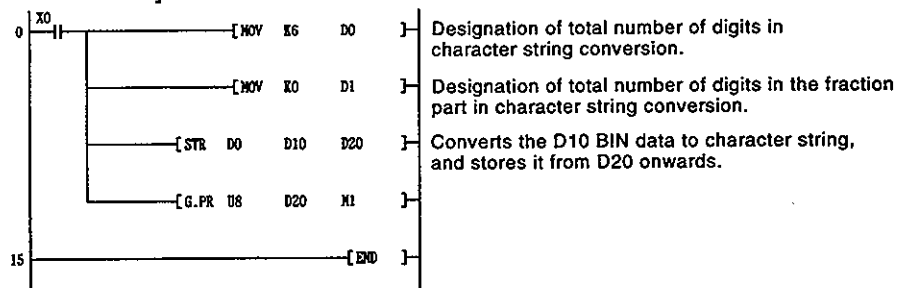 X0
0 [MOV K6 D0 ] Designation of total number of digits in
character string conversion.
[MOV K0 D1 ] Designation of total number of digits in the fraction
part in character string conversion.
[STR D0 D10 D20 ] Converts the D10 BIN data to character string,
and stores it from D20 onwards.
[G.PR U8 D20 M1 ]
15 [END ]